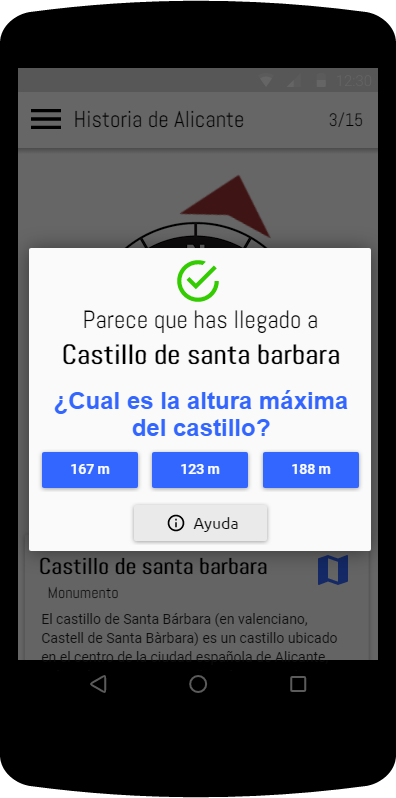 12:30
Historia de Alicante 3/15
N
Parece que has llegado a
Castillo de santa barbara
¿Cual es la altura máxima
del castillo?
167 m 123 m 188 m
Ayuda
Castillo de santa barbara
Monumento
El castillo de Santa Bárbara (en valenciano,
Castell de Santa Bàrbara) es un castillo ubicado
en el centro de la ciudad española de Alicante